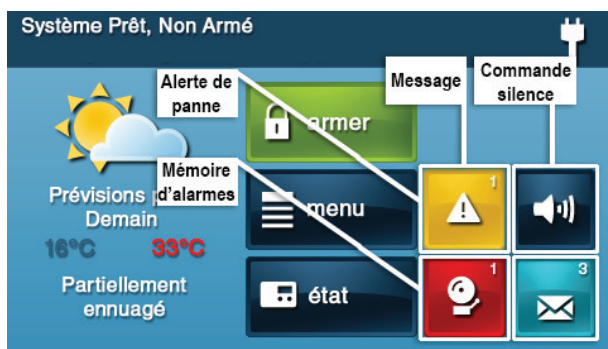 Système Prêt, Non Armé
Alerte de
panne
Message
Commande
silence
armer
Mémoire
d'alarmes
Prévisions p
Demain
16°C 33°C
Partiellement
ennuagé
menu
état
1
1
3